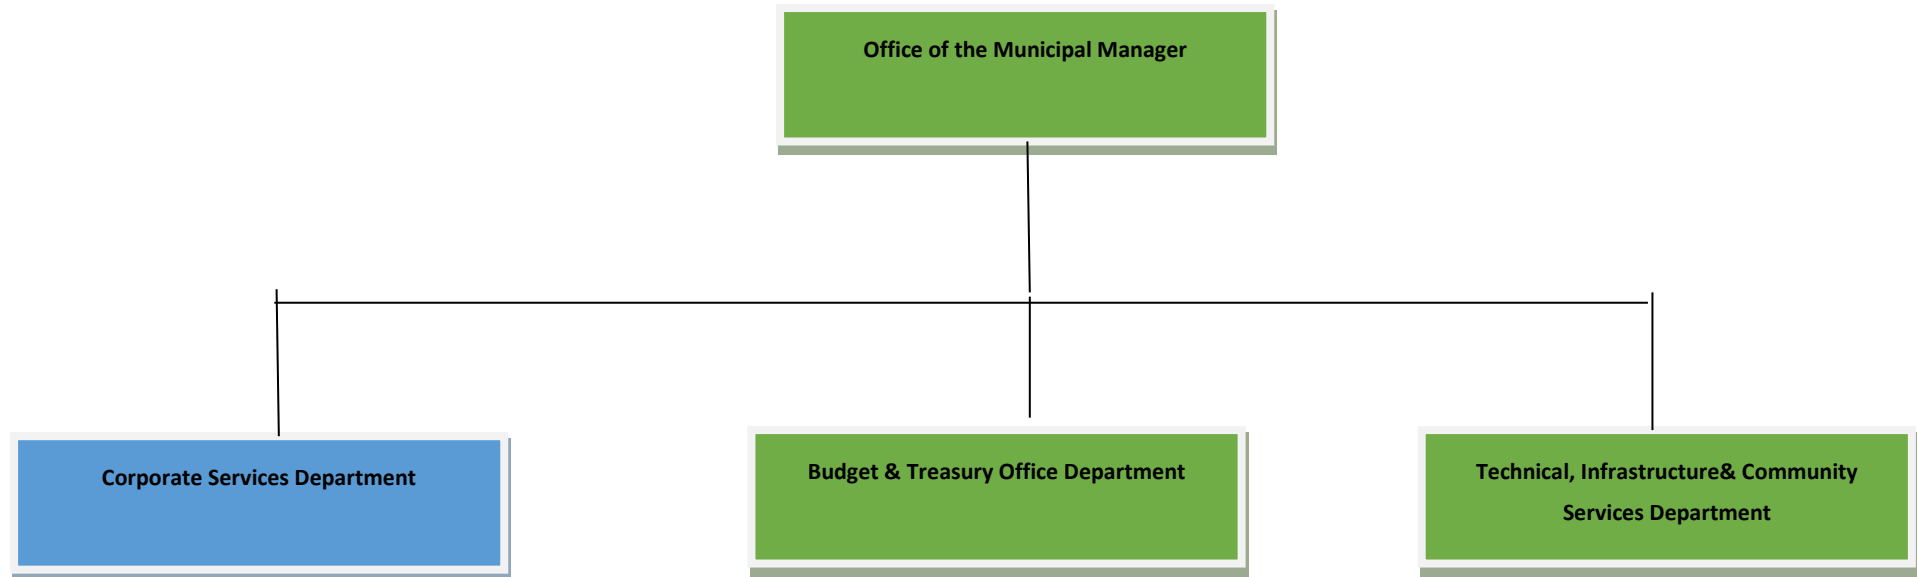 Office of the Municipal Manager
Corporate Services Department
Budget & Treasury Office Department
Technical, Infrastructure& Community
Services Department